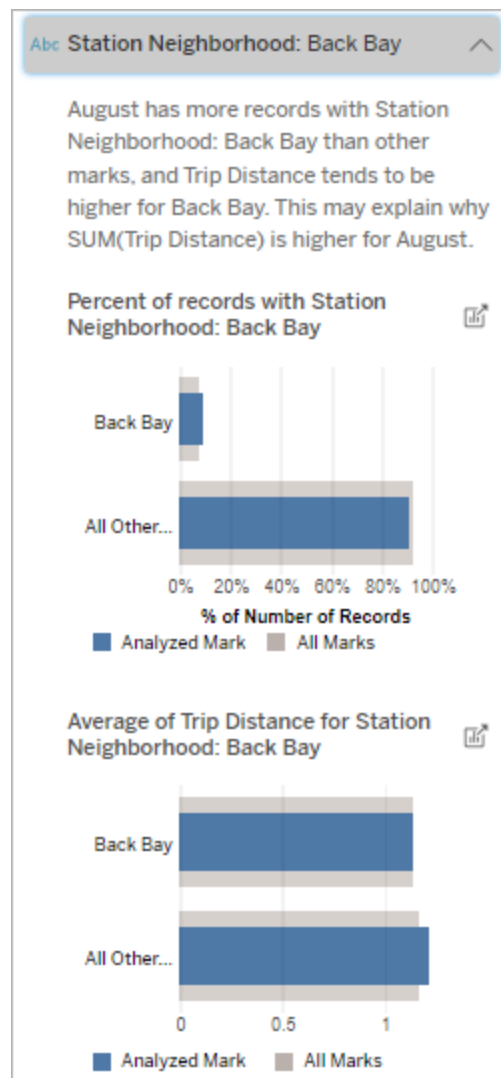 Abc Station Neighborhood: Back Bay
August has more records with Station
Neighborhood: Back Bay than other
marks, and Trip Distance tends to be
higher for Back Bay. This may explain why
SUM(Trip Distance) is higher for August.
Percent of records with Station
Neighborhood: Back Bay
Back Bay
All Other...
0% 20% 40% 60% 80% 100%
% of Number of Records
Analyzed Mark All Marks
Average of Trip Distance for Station
Neighborhood: Back Bay
Back Bay
All Other...
0 0.5 1
Analyzed Mark All Marks